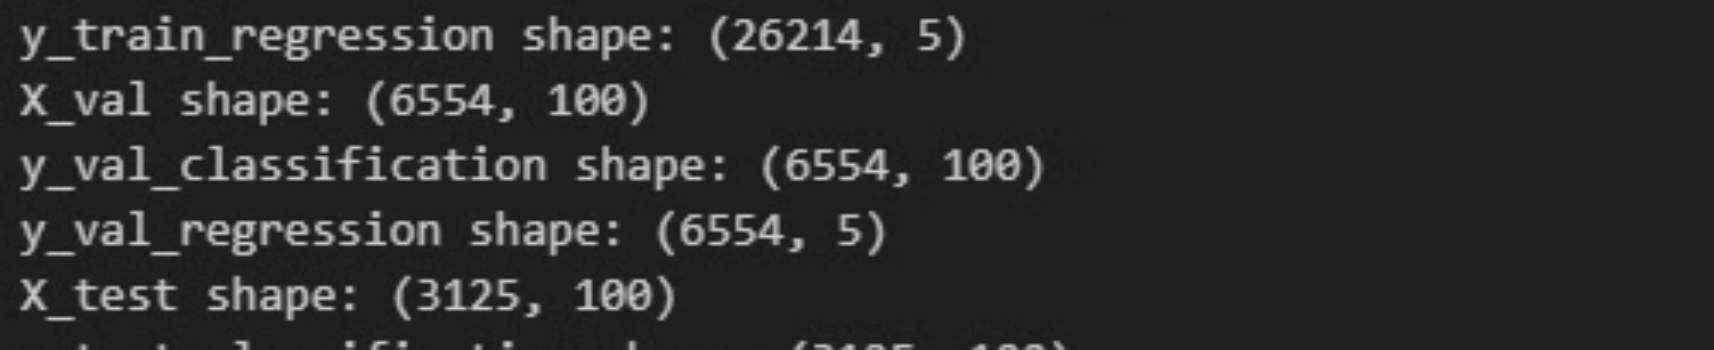 y_train_regression shape: (26214, 5)
X_val shape: (6554, 100)
y_val_classification shape: (6554, 100)
y_val_regression shape: (6554, 5)
X_test shape: (3125, 100)